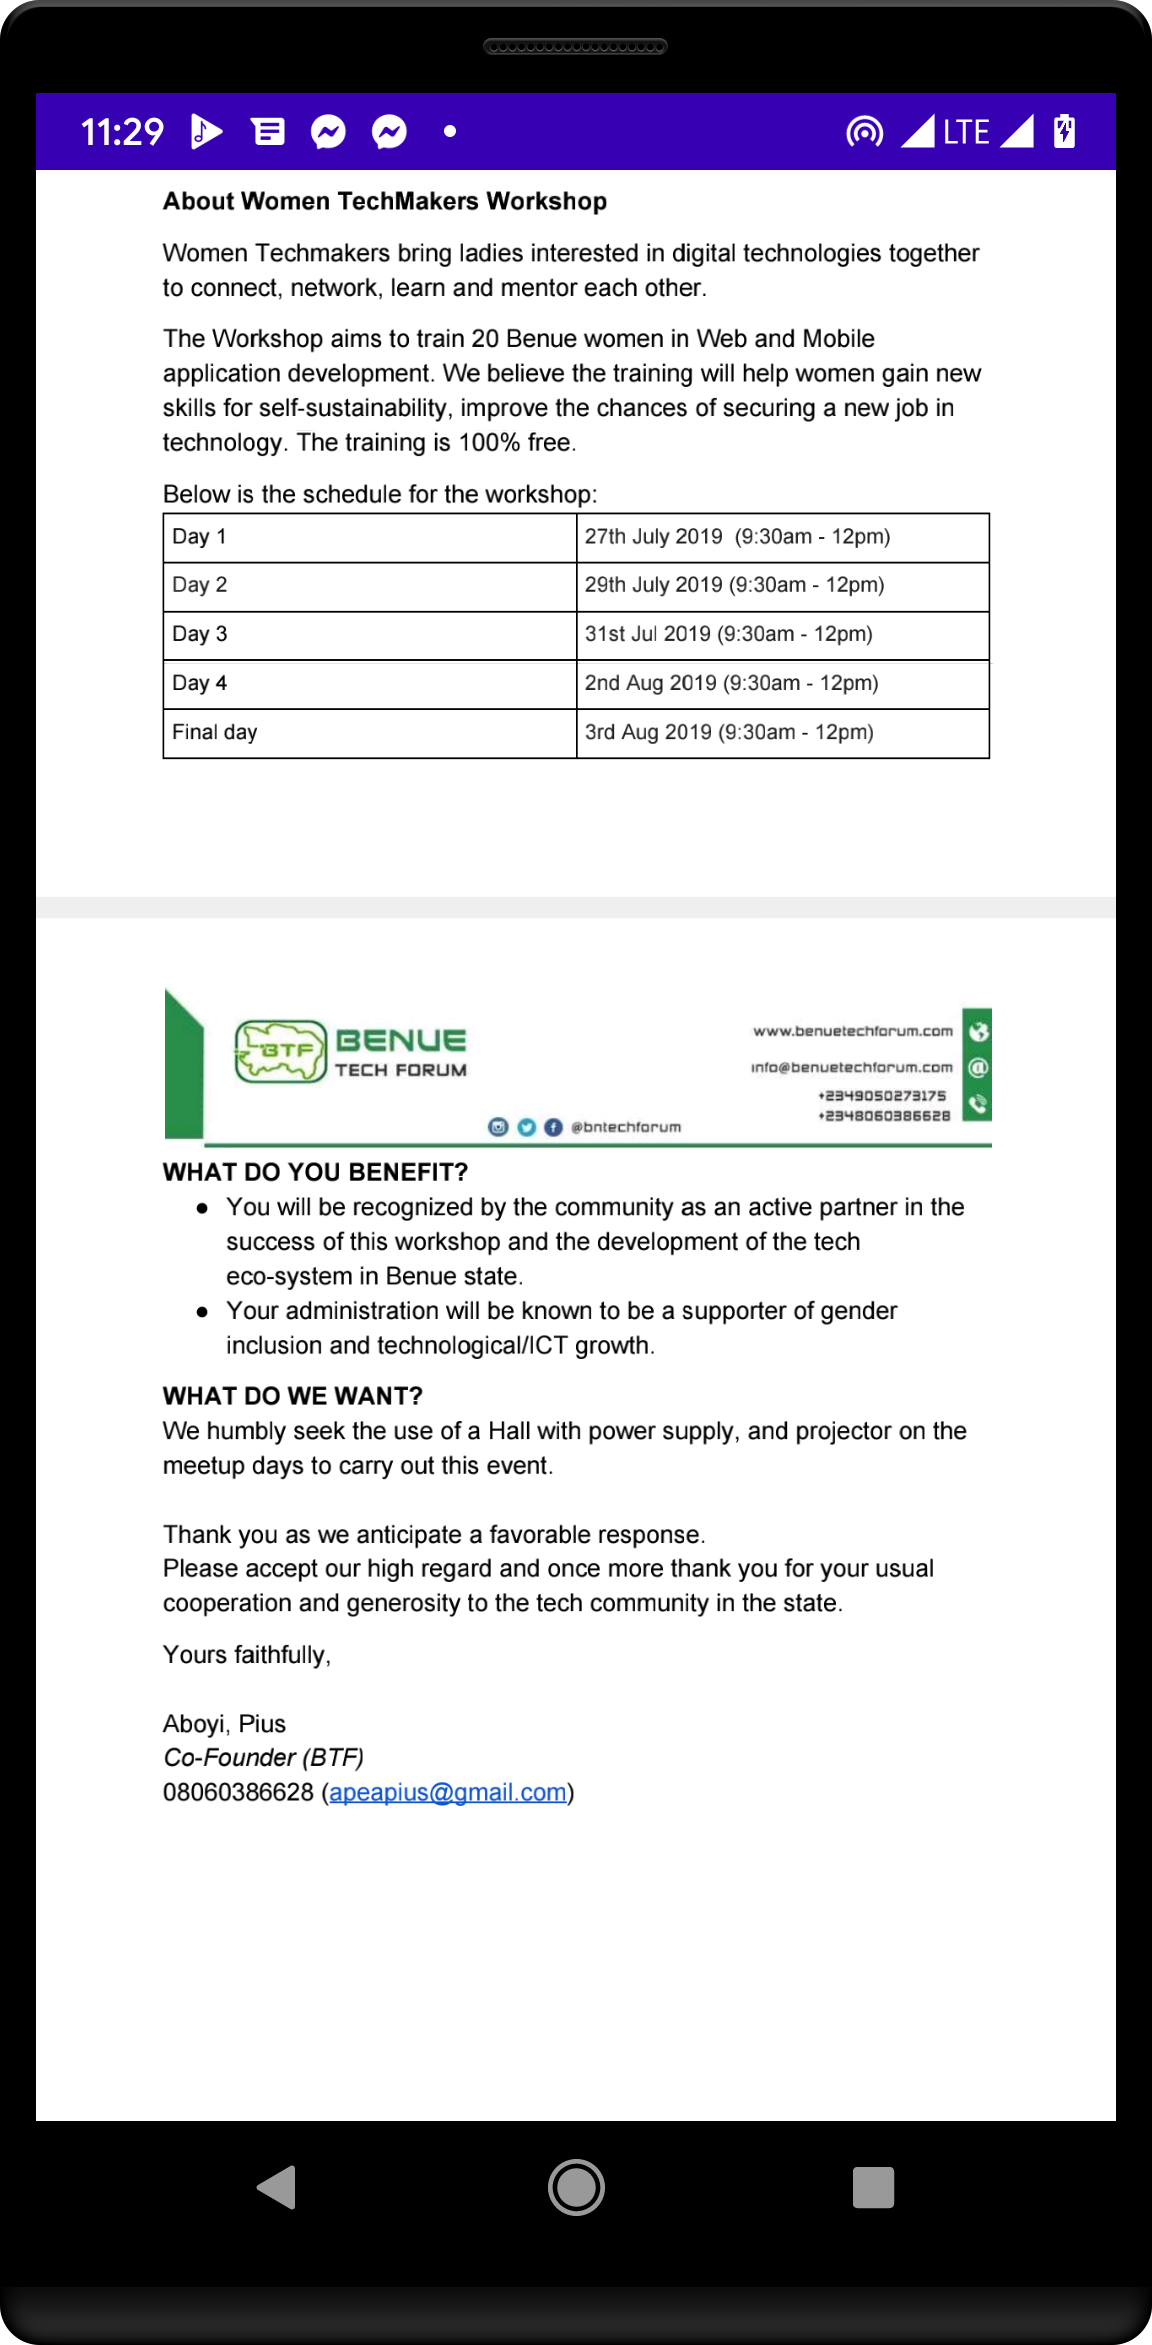 11:29
LTE
About Women TechMakers Workshop
Women Techmakers bring ladies interested in digital technologies together
to connect, network, learn and mentor each other.
The Workshop aims to train 20 Benue women in Web and Mobile
application development. We believe the training will help women gain new
skills for self-sustainability, improve the chances of securing a new job in
technology. The training is 100% free.
Below is the schedule for the workshop:
Day 1 27th July 2019 (9:30am - 12pm)
Day 2 29th July 2019 (9:30am - 12pm)
Day 3 31st Jul 2019 (9:30am - 12pm)
Day 4 2nd Aug 2019 (9:30am - 12pm)
Final day 3rd Aug 2019 (9:30am - 12pm)
BTF
BENUE
TECH FORUM
www.benuetechforum.com
info@benuetechforum.com
+2349050273175
+2348060386628
@bntechforum
WHAT DO YOU BENEFIT?
● You will be recognized by the community as an active partner in the
success of this workshop and the development of the tech
eco-system in Benue state.
● Your administration will be known to be a supporter of gender
inclusion and technological/ICT growth.
WHAT DO WE WANT?
We humbly seek the use of a Hall with power supply, and projector on the
meetup days to carry out this event.
Thank you as we anticipate a favorable response.
Please accept our high regard and once more thank you for your usual
cooperation and generosity to the tech community in the state.
Yours faithfully,
Aboyi, Pius
Co-Founder (BTF)
08060386628 (apeapius@gmail.com)